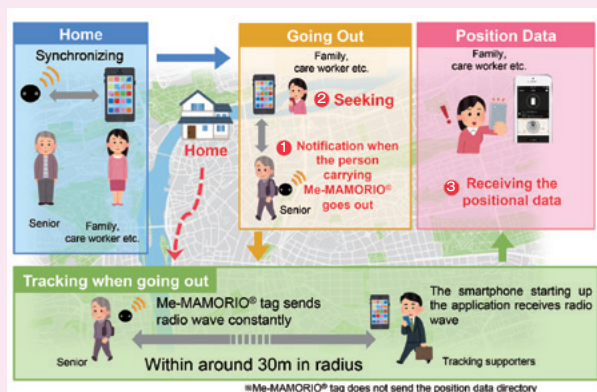 Home
Synchronizing
Senior
Family,
care worker etc.
Home
Going Out
Family,
care worker etc.
2 Seeking
1 Notification when
the person
carrying
Me-MAMORIO®
goes out
Senior
Position Data
Family,
care worker etc.
3 Receiving the
positional data
Tracking when going out
Me-MAMORIO® tag sends
radio wave constantly
Senior
Within around 30m in radius
The smartphone starting up
the application receives radio
wave
Tracking supporters
※Me-MAMORIO® tag does not send the position data directory